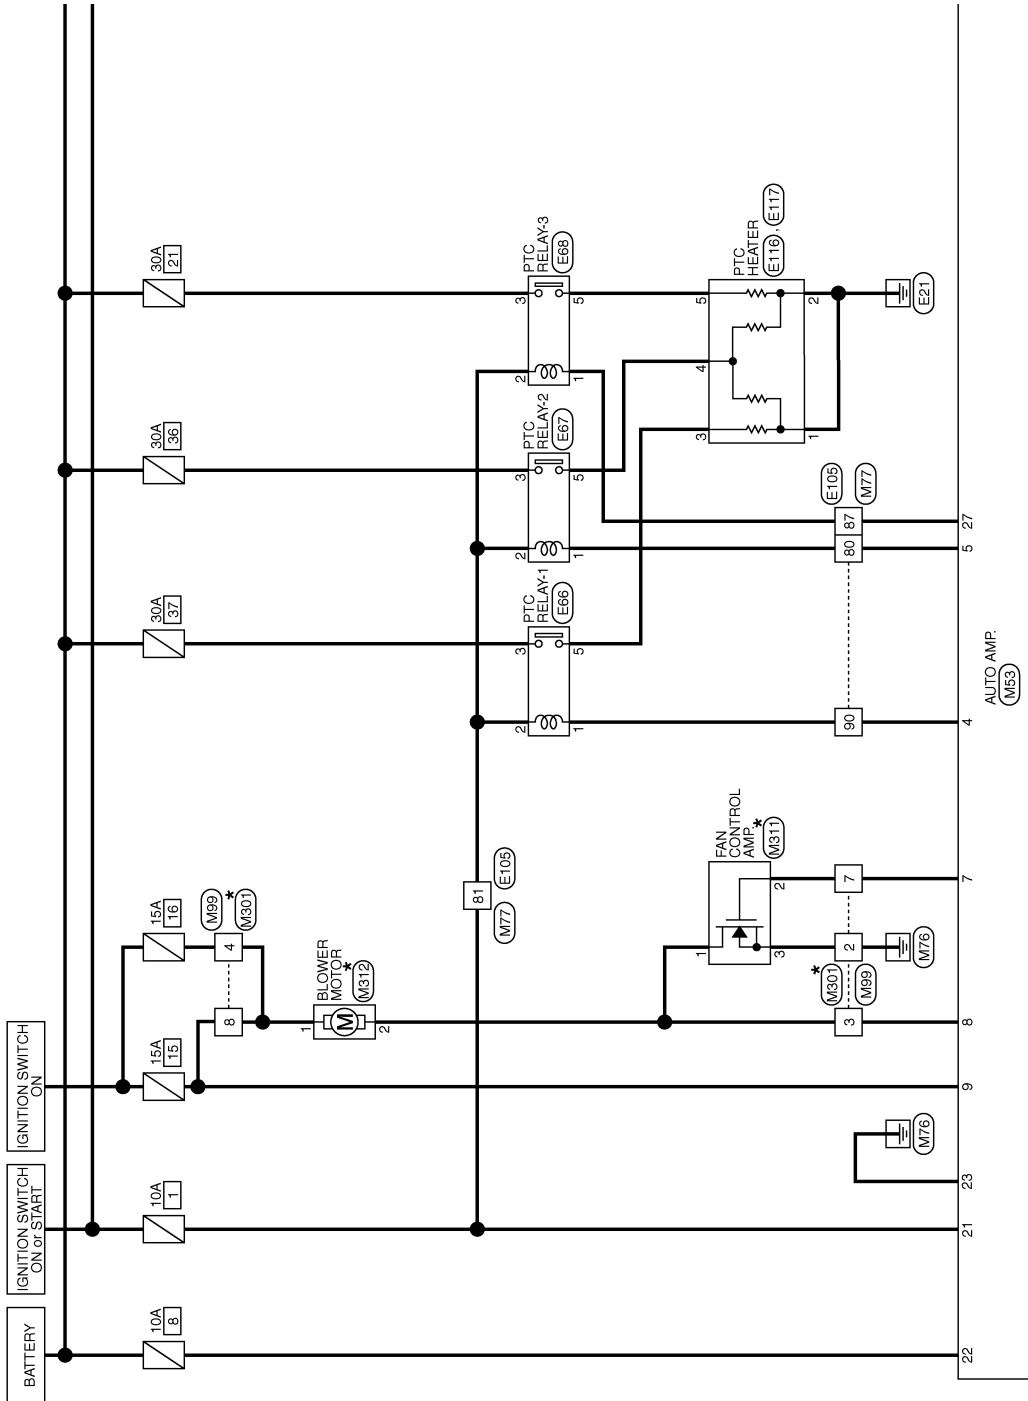 BATTERY
IGNITION SWITCH
ON or START
IGNITION SWITCH
ON
10A
8
10A
1
15A
15
15A
16
30A
37
30A
36
30A
21
M99
*
M301
8
4
BLOWER
MOTOR
*
M312
1
2
81
M77
E105
PTC
RELAY-1
E66
2
3
1
5
PTC
RELAY-2
E67
2
3
1
5
PTC
RELAY-3
E68
2
3
1
5
FAN
CONTROL
AMP.
*
M311
1
3
2
PTC
HEATER
E116 , E117
3
4
5
1
2
M76
*
M301
M99
3
2
7
M76
90
80
87
E105
M77
E21
22
21
23
9
8
7
4
5
27
AUTO AMP.
M53